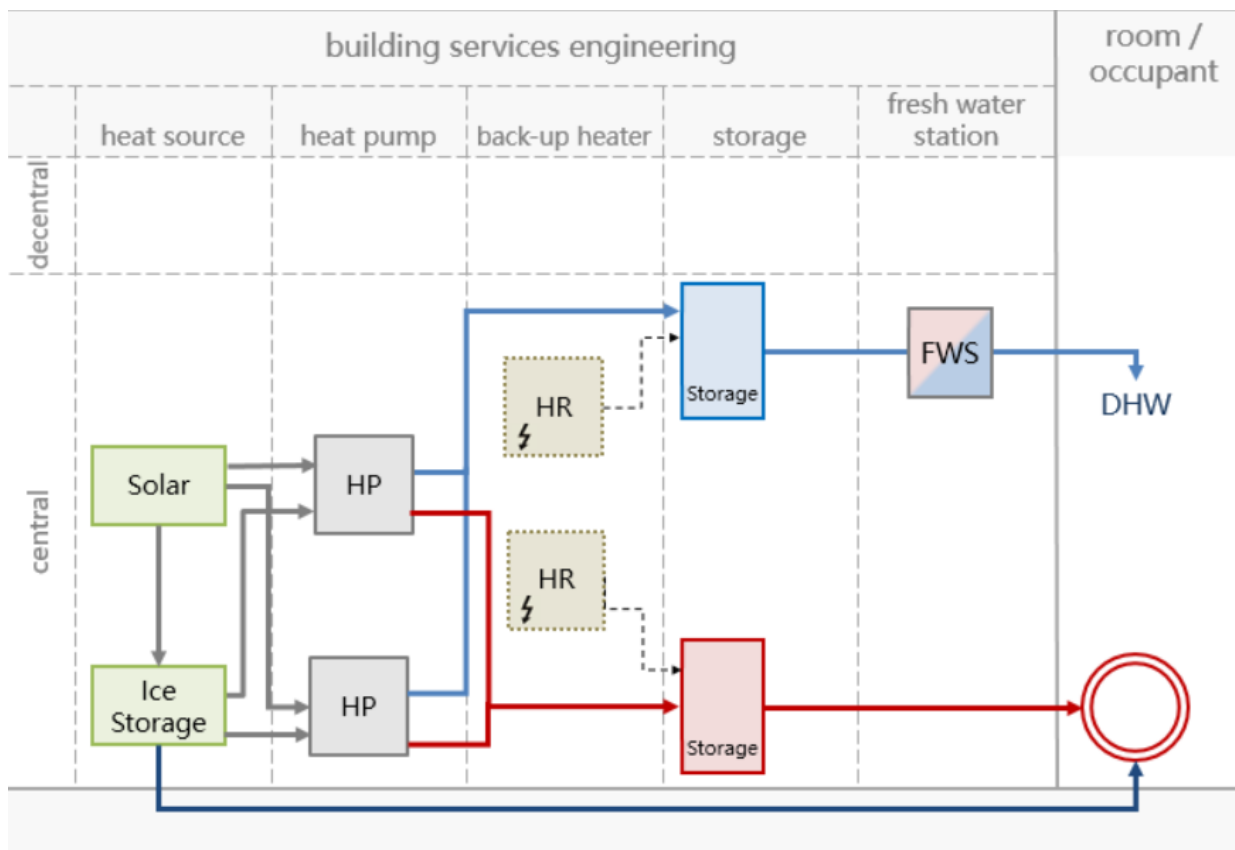 building services engineering
room /
occupant
heat source
heat pump
back-up heater
storage
fresh water
station
decentral
central
Storage
FWS
DHW
HR
Solar
HP
HR
Ice
Storage
HP
Storage